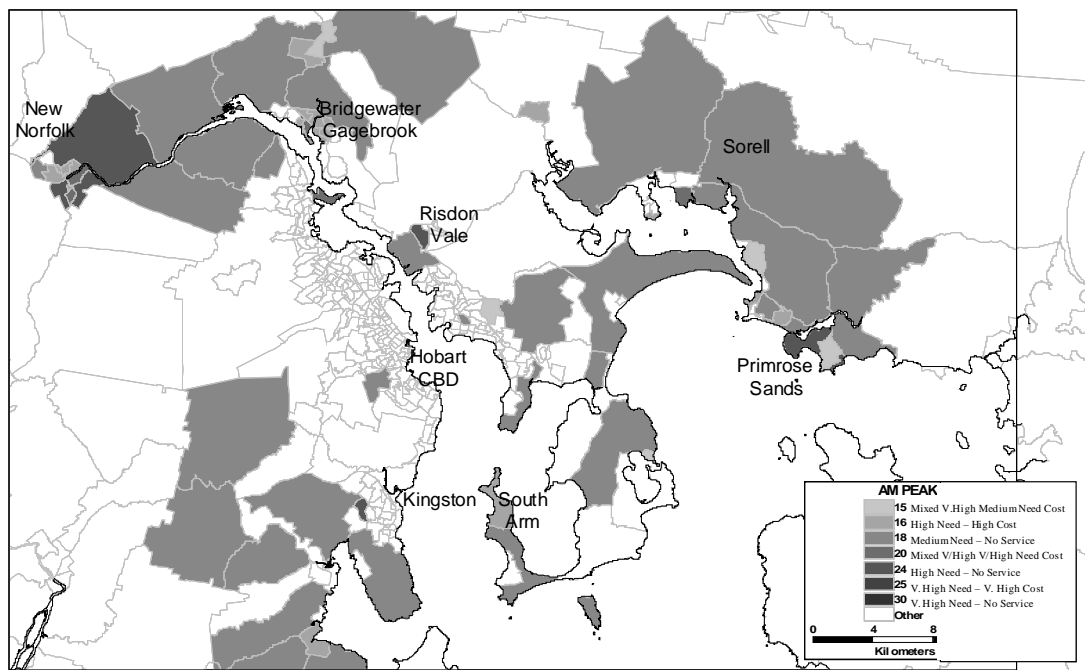 New
Norfolk
Bridgewater
Gagebrook
Sorell
Risdon
Vale
Hobart
CBD
Primrose
Sands
Kingston
South
Arm
AM PEAK
15 Mixed V.High Medium Need Cost
16 High Need – High Cost
18 Medium Need – No Service
20 Mixed V/High V/High Need Cost
24 High Need – No Service
25 V. High Need – V. High Cost
30 V. High Need – No Service
Other
0 4 8
Kilometers